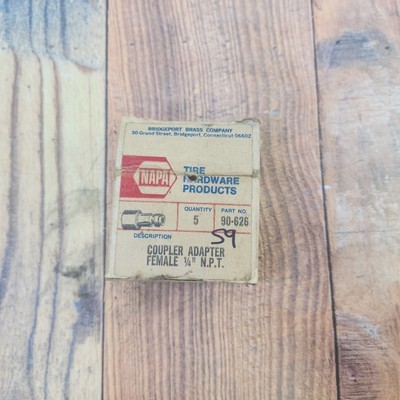 BRIDGEPORT BRASS COMPANY
30 Grand Street, Bridgeport, Connecticut 06602
NAPA
TIRE
HARDWARE
PRODUCTS
QUANTITY
5
PART NO.
90-626
59
DESCRIPTION
COUPLER ADAPTER
FEMALE ¼" N.P.T.